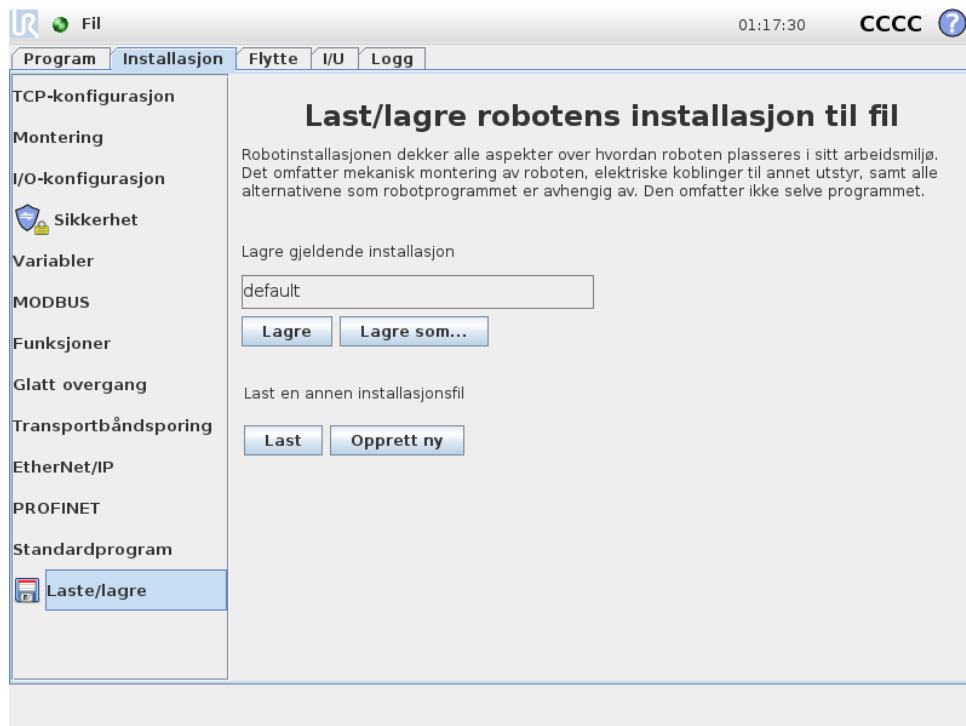 UR Fil 01:17:30 CCCC ?
Program Installasjon Flytte I/U Logg
TCP-konfigurasjon
Montering
I/O-konfigurasjon
Sikkerhet
Variabler
MODBUS
Funksjoner
Glatt overgang
Transportbåndsporing
EtherNet/IP
PROFINET
Standardprogram
Laste/lagre
Last/lagre robotens installasjon til fil
Robotinstallasjonen dekker alle aspekter over hvordan roboten plasseres i sitt arbeidsmiljø.
Det omfatter mekanisk montering av roboten, elektriske koblinger til annet utstyr, samt alle
alternativene som robotprogrammet er avhengig av. Den omfatter ikke selve programmet.
Lagre gjeldende installasjon
default
Lagre Lagre som...
Last en annen installasjonsfil
Last Opprett ny